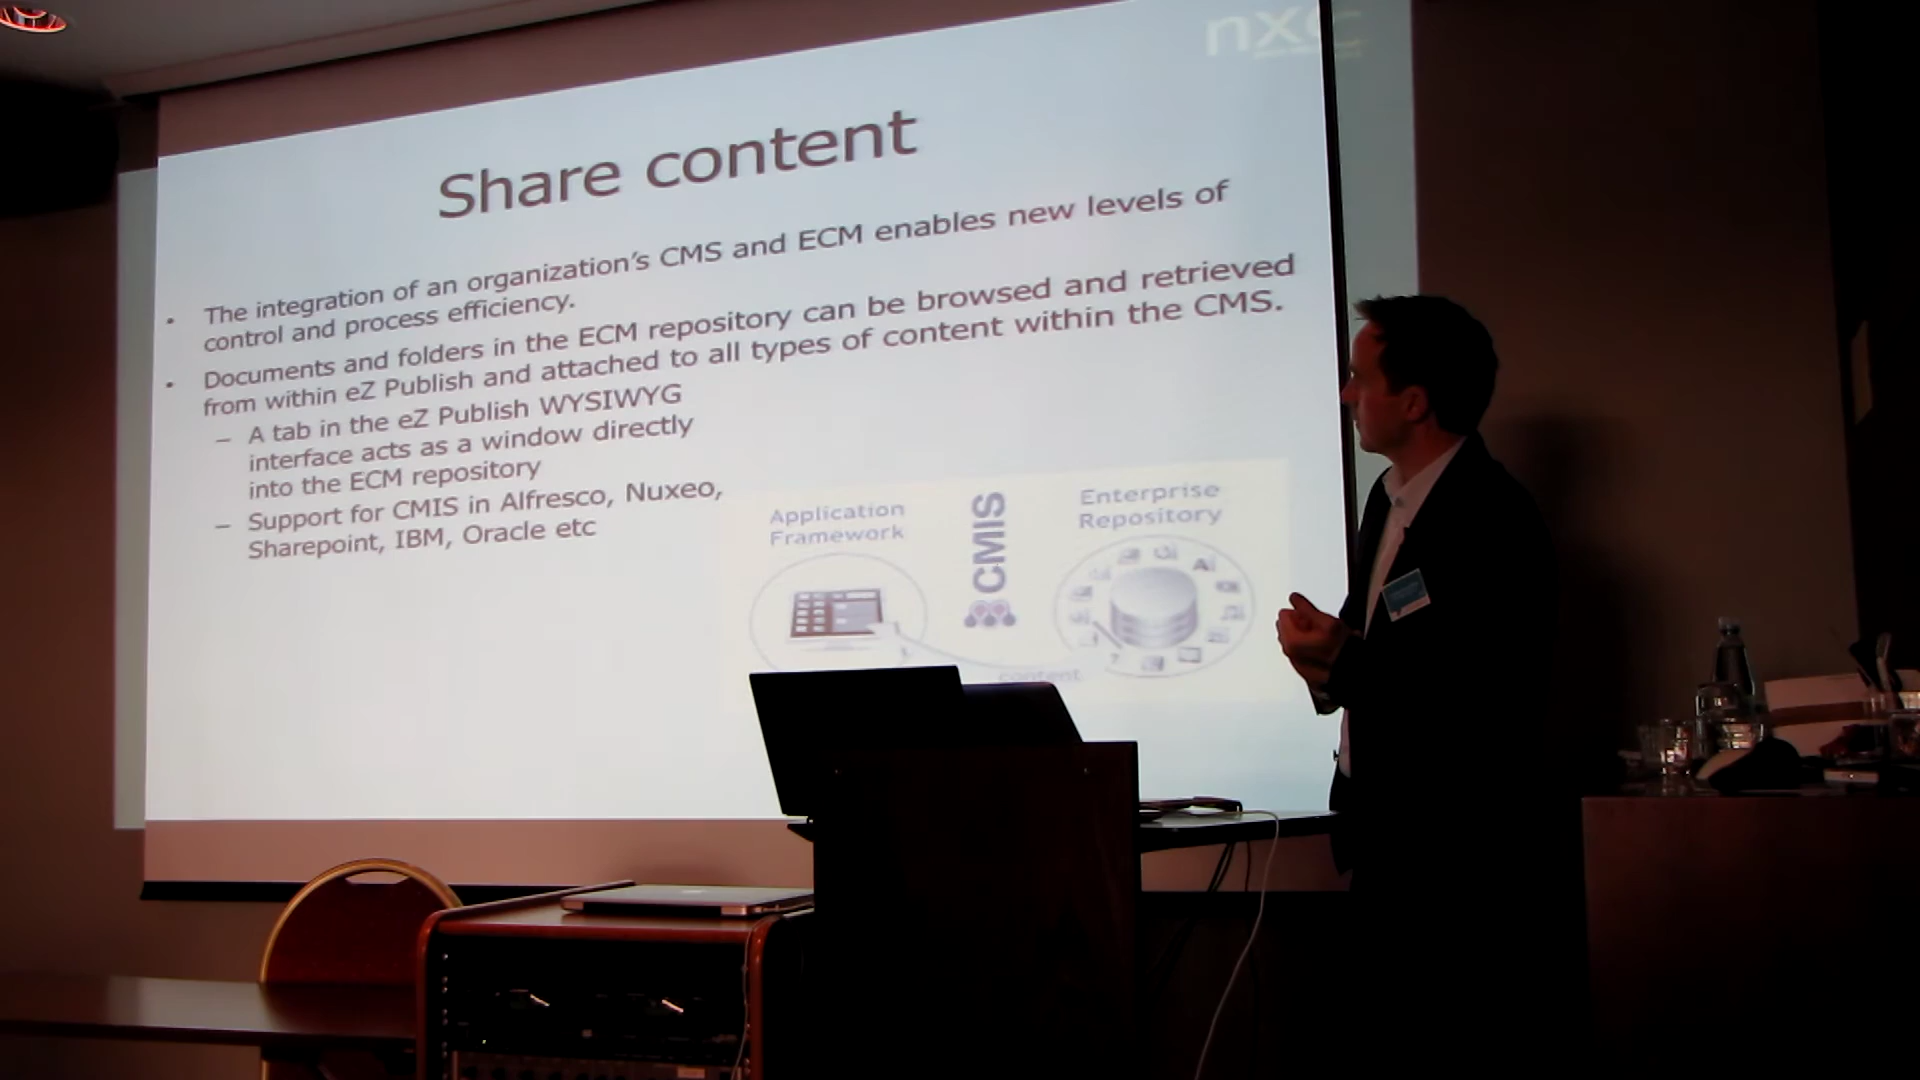 nxc
Share content
• The integration of an organization's CMS and ECM enables new levels of
control and process efficiency.
• Documents and folders in the ECM repository can be browsed and retrieved
from within eZ Publish and attached to all types of content within the CMS.
– A tab in the eZ Publish WYSIWYG
interface acts as a window directly
into the ECM repository
– Support for CMIS in Alfresco, Nuxeo,
Sharepoint, IBM, Oracle etc
Application
Framework
CMIS
Enterprise
Repository
content